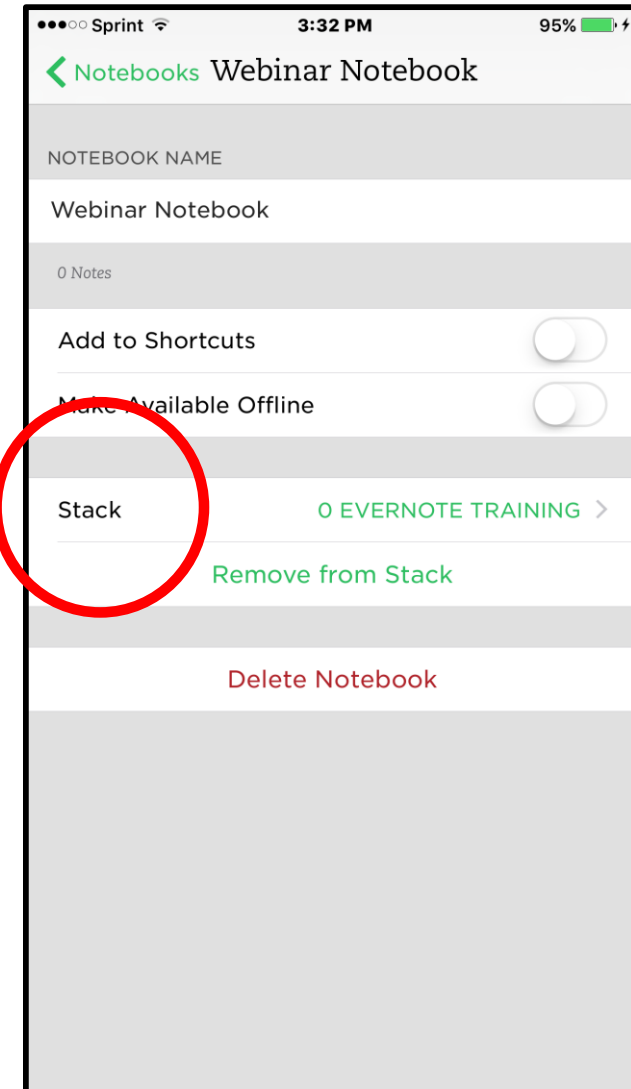 Sprint 3:32 PM 95%
Notebooks Webinar Notebook
NOTEBOOK NAME
Webinar Notebook
0 Notes
Add to Shortcuts
Make Available Offline
Stack 0 EVERNOTE TRAINING
Remove from Stack
Delete Notebook